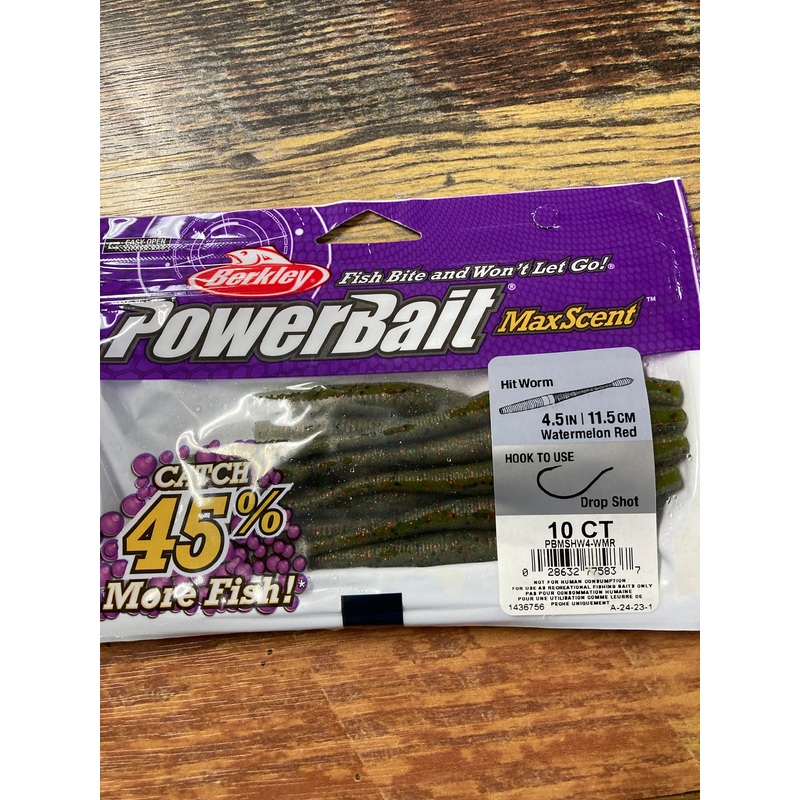 EASY-OPEN
Berkley
Fish Bite and Won't Let Go!®
PowerBait® MaxScent™
Hit Worm
4.5IN | 11.5CM
Watermelon Red
HOOK TO USE
Drop Shot
10 CT
PBMSHW4-WMR
0 28632 77583 7
NOT FOR HUMAN CONSUMPTION
FOR USE AS RECREATIONAL FISHING BAITS ONLY
PAS POUR CONSOMMATION HUMAINE
POUR UNE UTILISATION COMME LEURRE DE
PECHE UNIQUEMENT
1436756 A-24-23-1
CATCH
45%
More Fish!*